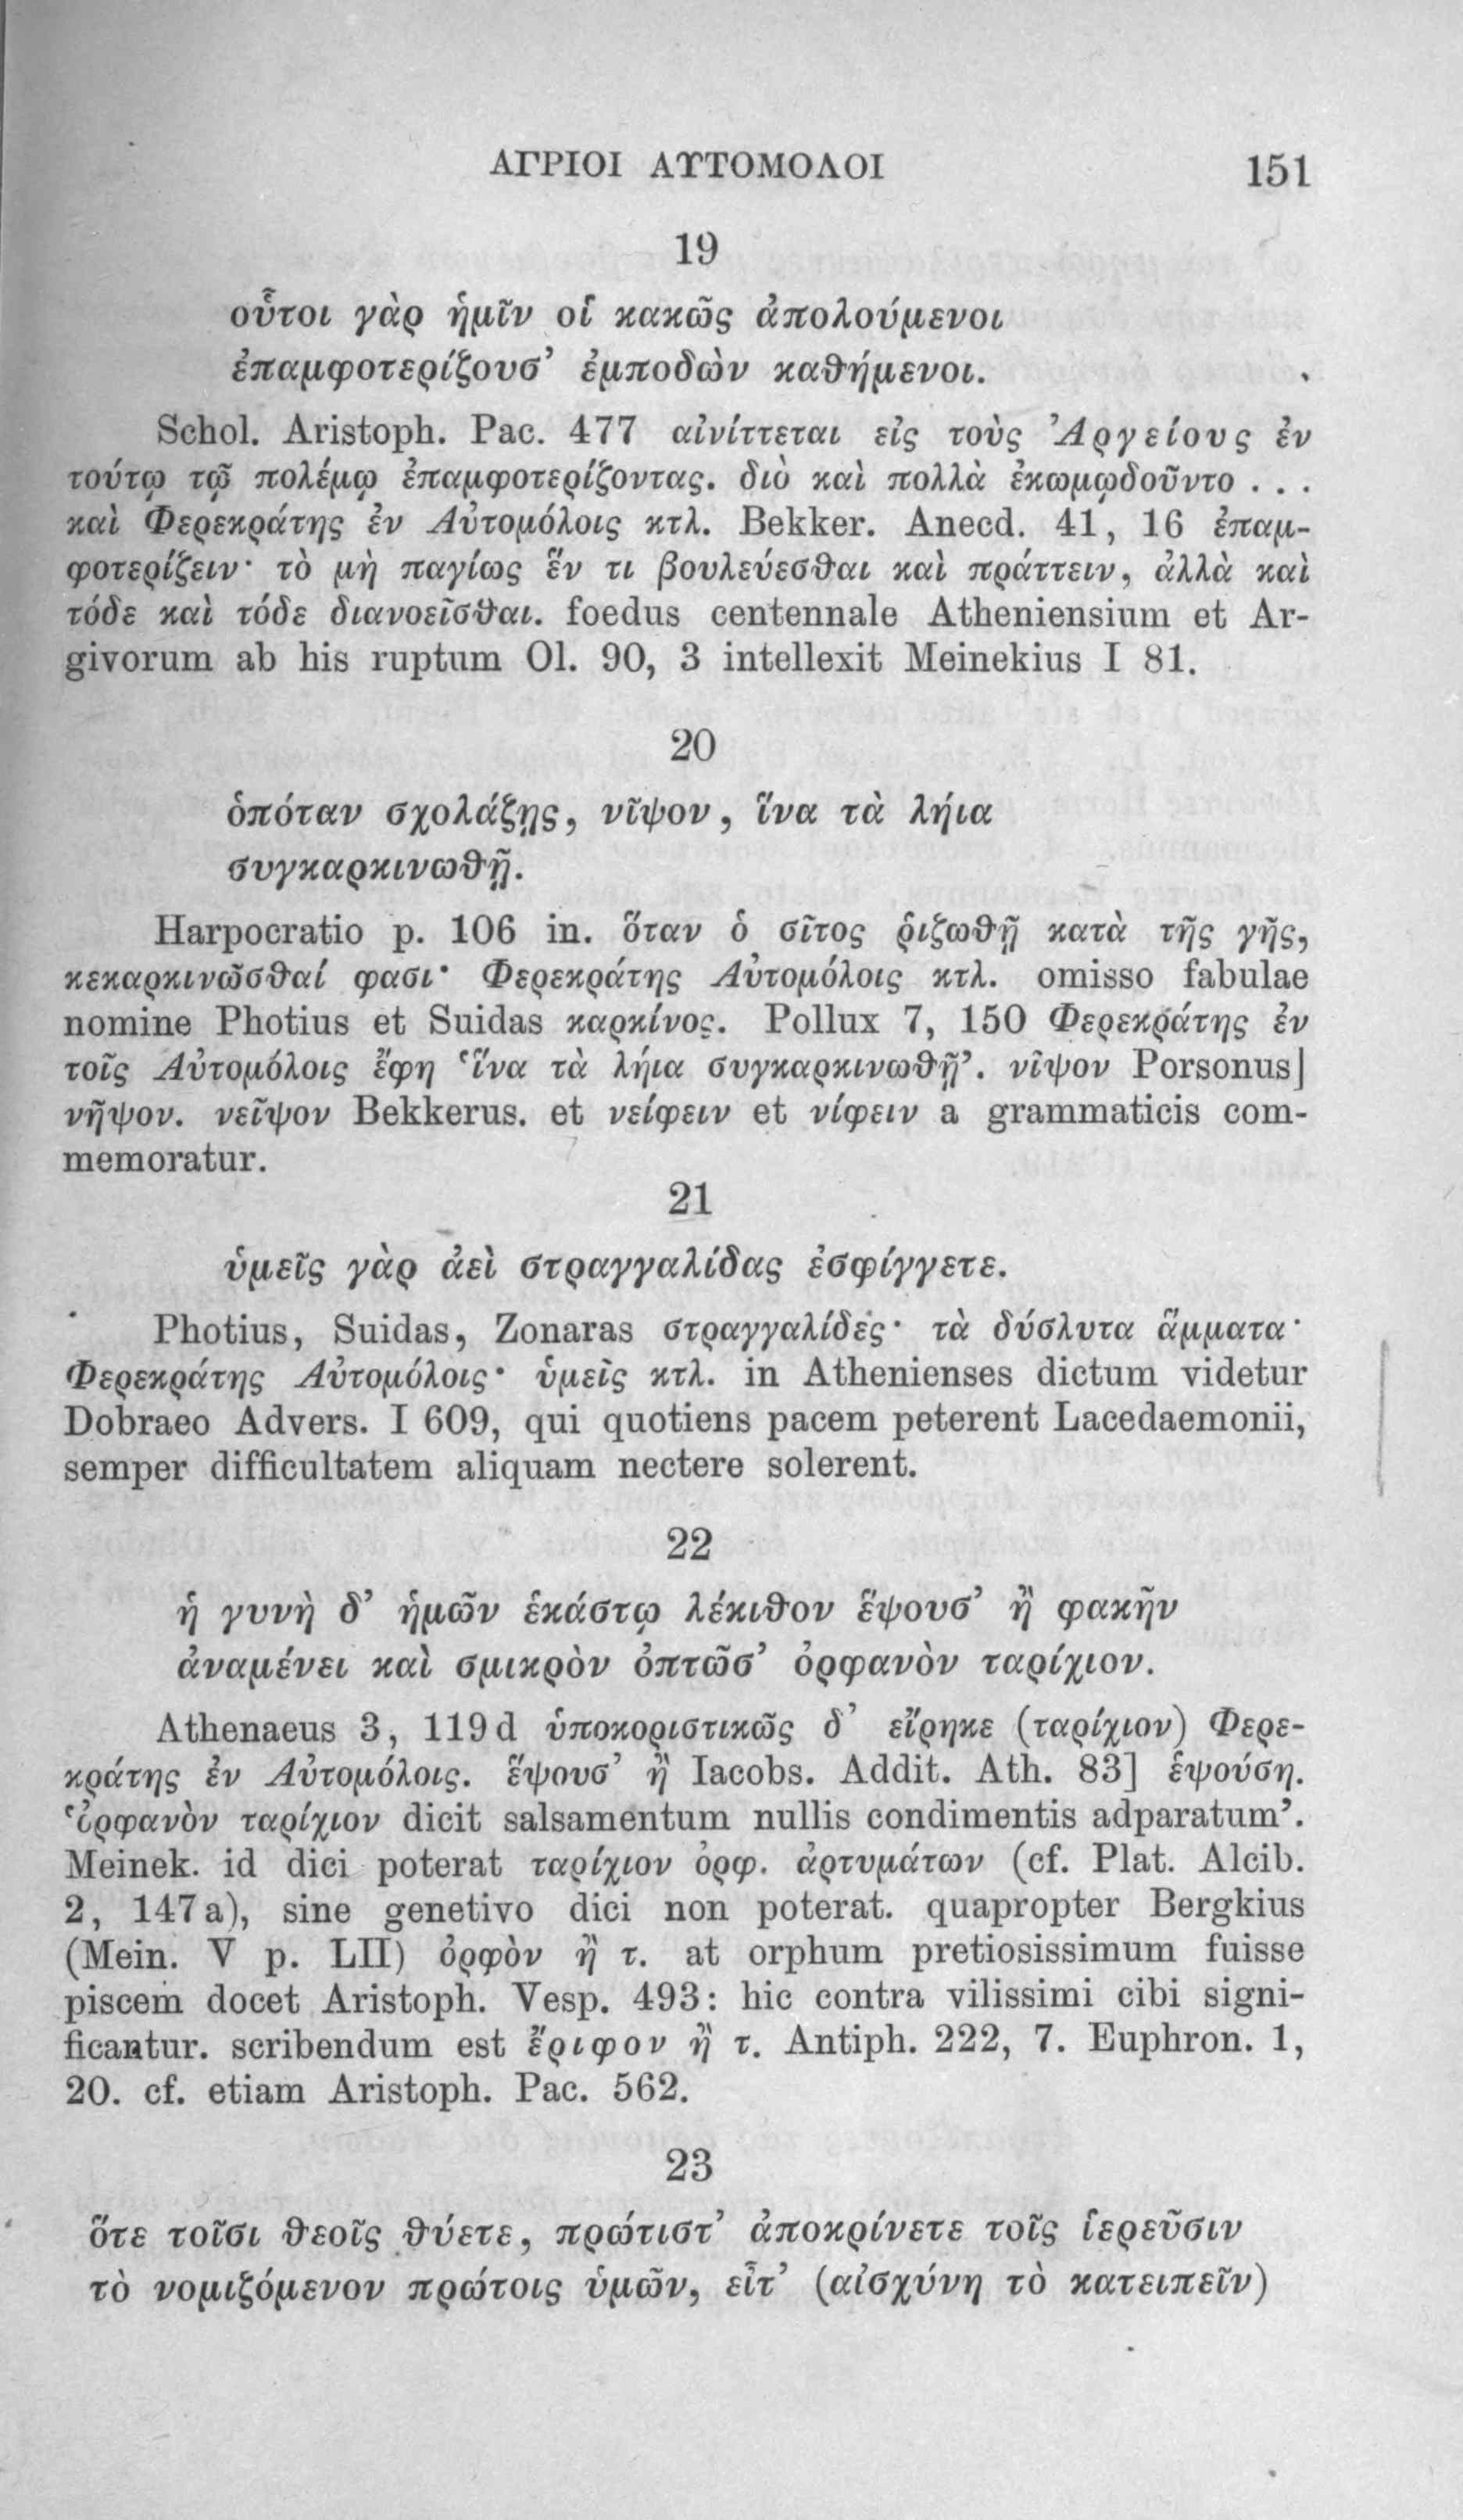 ΑΓΡΙΟΙ ΑΥΤΟΜΟΛΟΙ 151
19
οὗτοι γὰρ ἡμῖν οἱ κακῶς ἀπολούμενοι
ἐπαμφοτερίζουσ’ ἐμποδὼν καθήμενοι.
Schol. Aristoph. Pac. 477 αἰνίττεται εἰς τοὺς Ἀργείους ἐν
τούτῳ τῷ πολέμῳ ἐπαμφοτερίζοντας. διὸ καὶ πολλὰ ἐκωμῳδοῦντο . . .
καὶ Φερεκράτης ἐν Αὐτομόλοις κτλ. Bekker. Anecd. 41, 16 ἐπαμ-
φοτερίζειν· τὸ μὴ παγίως ἕν τι βουλεύεσθαι καὶ πράττειν, ἀλλὰ καὶ
τόδε καὶ τόδε διανοεῖσθαι. foedus centennale Atheniensium et Ar-
givorum ab his ruptum Ol. 90, 3 intellexit Meinekius I 81.
20
ὁπόταν σχολάζῃς, νῖψον, ἵνα τὰ λήια
συγκαρκινωθῇ.
Harpocratio p. 106 in. ὅταν ὁ σῖτος ῥιζωθῇ κατὰ τῆς γῆς,
κεκαρκινῶσθαί φασι· Φερεκράτης Αὐτομόλοις κτλ. omisso fabulae
nomine Photius et Suidas καρκίνος. Pollux 7, 150 Φερεκράτης ἐν
τοῖς Αὐτομόλοις ἔφη ‘ἵνα τὰ λήια συγκαρκινωθῇ’. νῖψον Porsonus]
νῆψον. νεῖψον Bekkerus. et νείφειν et νίφειν a grammaticis com-
memoratur.
21
ὑμεῖς γὰρ ἀεὶ στραγγαλίδας ἐσφίγγετε.
Photius, Suidas, Zonaras στραγγαλίδες· τὰ δύσλυτα ἅμματα·
Φερεκράτης Αὐτομόλοις· ὑμεῖς κτλ. in Athenienses dictum videtur
Dobraeo Advers. I 609, qui quotiens pacem peterent Lacedaemonii,
semper difficultatem aliquam nectere solerent.
22
ἡ γυνὴ δ’ ἡμῶν ἑκάστῳ λέκιθον ἕψουσ’ ἢ φακῆν
ἀναμένει καὶ σμικρὸν ὀπτῶσ’ ὀρφανὸν ταρίχιον.
Athenaeus 3, 119 d ὑποκοριστικῶς δ’ εἴρηκε (ταρίχιον) Φερε-
κράτης ἐν Αὐτομόλοις. ἕψουσ’ ἢ Iacobs. Addit. Ath. 83] ἑψούση.
‘ὀρφανὸν ταρίχιον dicit salsamentum nullis condimentis adparatum’.
Meinek. id dici poterat ταρίχιον ὀρφ. ἀρτυμάτων (cf. Plat. Alcib.
2, 147 a), sine genetivo dici non poterat. quapropter Bergkius
(Mein. V p. LII) ὀρφὸν ἢ τ. at orphum pretiosissimum fuisse
piscem docet Aristoph. Vesp. 493: hic contra vilissimi cibi signi-
ficantur. scribendum est ἔριφον ἢ τ. Antiph. 222, 7. Euphron. 1,
20. cf. etiam Aristoph. Pac. 562.
23
ὅτε τοῖσι θεοῖς θύετε, πρώτιστ’ ἀποκρίνετε τοῖς ἱερεῦσιν
τὸ νομιζόμενον πρώτοις ὑμῶν, εἶτ’ (αἰσχύνη τὸ κατειπεῖν)